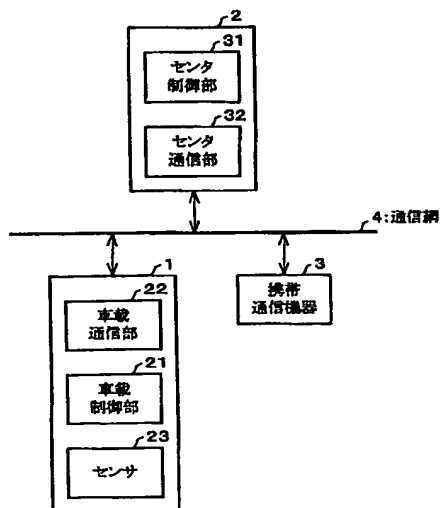 2
31
センタ
制御部
32
センタ
通信部
4:通信網
1
22
車載
通信部
21
車載
制御部
23
センサ
3
携帯
通信機器